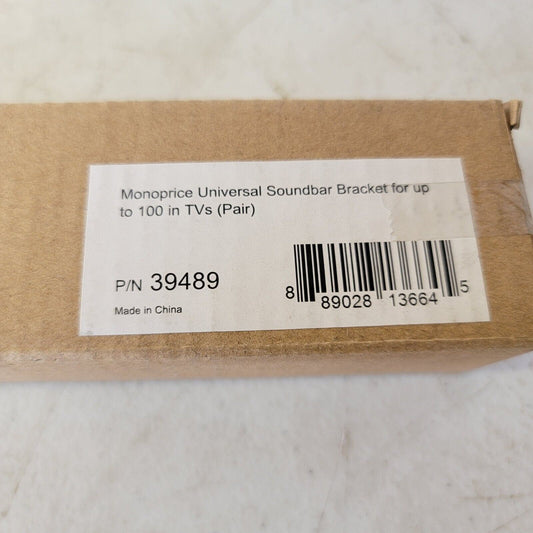 Monoprice Universal Soundbar Bracket for up
to 100 in TVs (Pair)
P/N 39489
Made in China
8 89028 13664 5